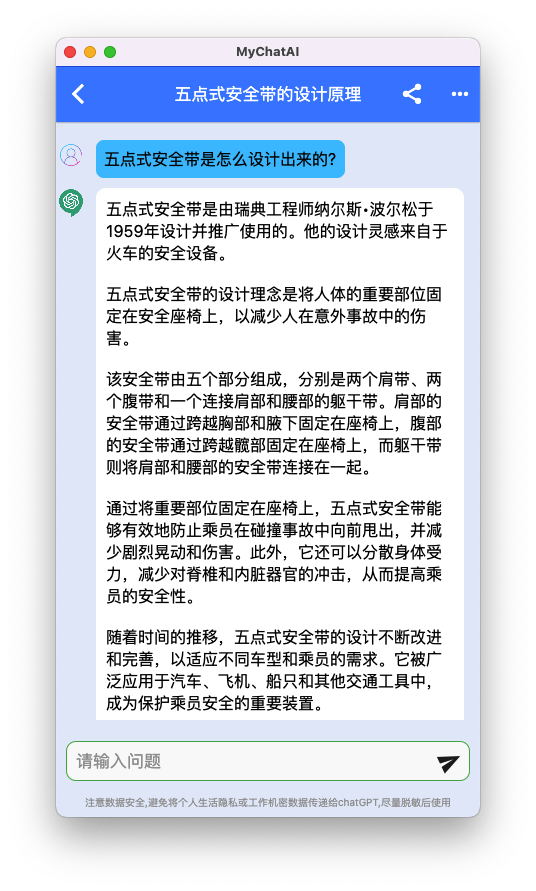 MyChatAI
五点式安全带的设计原理
五点式安全带是怎么设计出来的?
五点式安全带是由瑞典工程师纳尔斯•波尔松于
1959年设计并推广使用的。他的设计灵感来自于
火车的安全设备。
五点式安全带的设计理念是将人体的重要部位固
定在安全座椅上，以减少人在意外事故中的伤
害。
该安全带由五个部分组成，分别是两个肩带、两
个腹带和一个连接肩部和腰部的躯干带。肩部的
安全带通过跨越胸部和腋下固定在座椅上，腹部
的安全带通过跨越髋部固定在座椅上，而躯干带
则将肩部和腰部的安全带连接在一起。
通过将重要部位固定在座椅上，五点式安全带能
够有效地防止乘员在碰撞事故中向前甩出，并减
少剧烈晃动和伤害。此外，它还可以分散身体受
力，减少对脊椎和内脏器官的冲击，从而提高乘
员的安全性。
随着时间的推移，五点式安全带的设计不断改进
和完善，以适应不同车型和乘员的需求。它被广
泛应用于汽车、飞机、船只和其他交通工具中，
成为保护乘员安全的重要装置。
请输入问题
注意数据安全,避免将个人生活隐私或工作机密数据传递给chatGPT,尽量脱敏后使用